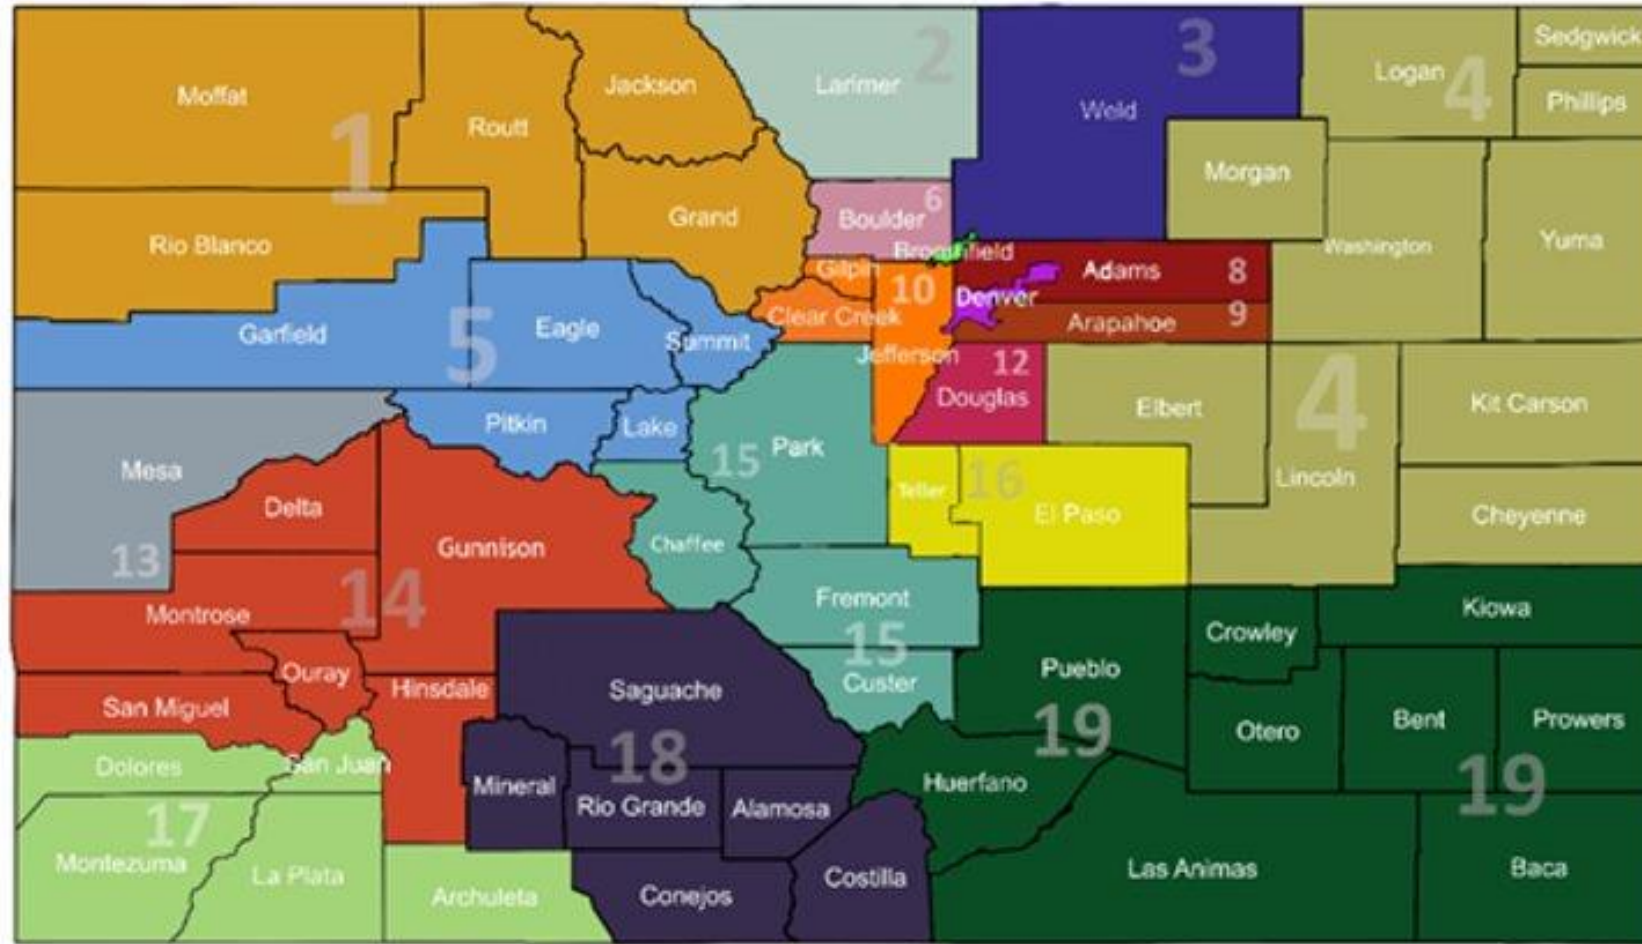 Moffat
Routt
Jackson
Larimer
2
Weld
3
Logan
4
Sedgwick
Phillips
1
Rio Blanco
Grand
Boulder
6
Morgan
Washington
Yuma
Broomfield
Gilpin
10
Denver
Adams
8
Clear Creek
Arapahoe
9
Garfield
5
Eagle
Summit
Jefferson
12
Douglas
Elbert
4
Kit Carson
Pitkin
Lake
15
Park
Mesa
13
Delta
Gunnison
Chaffee
Teller
16
El Paso
Lincoln
Cheyenne
Montrose
14
Fremont
15
Custer
Crowley
Kiowa
Ouray
Hinsdale
San Miguel
Saguache
Pueblo
19
Otero
Bent
Prowers
Dolores
San Juan
18
Mineral
Rio Grande
Alamosa
Huerfano
19
17
Montezuma
La Plata
Archuleta
Conejos
Costilla
Las Animas
Baca